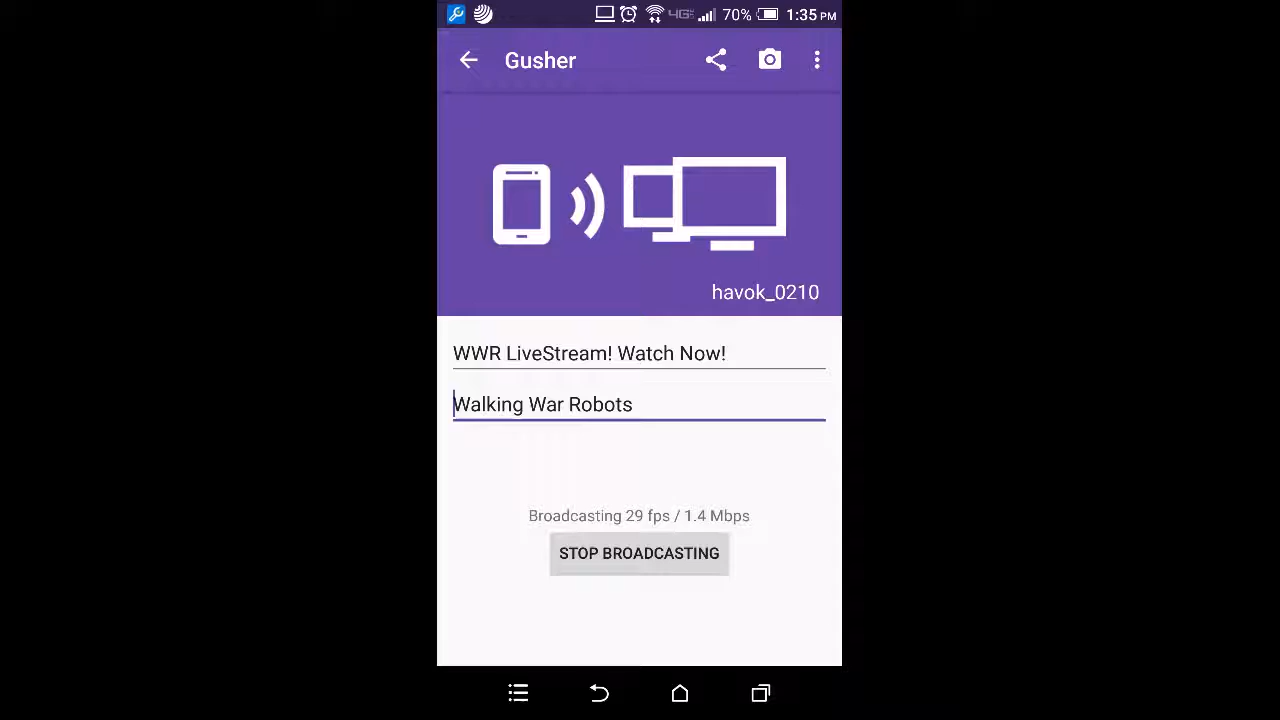 4G 70% 1:35 PM
Gusher
havok_0210
WWR LiveStream! Watch Now!
Walking War Robots
Broadcasting 29 fps / 1.4 Mbps
STOP BROADCASTING